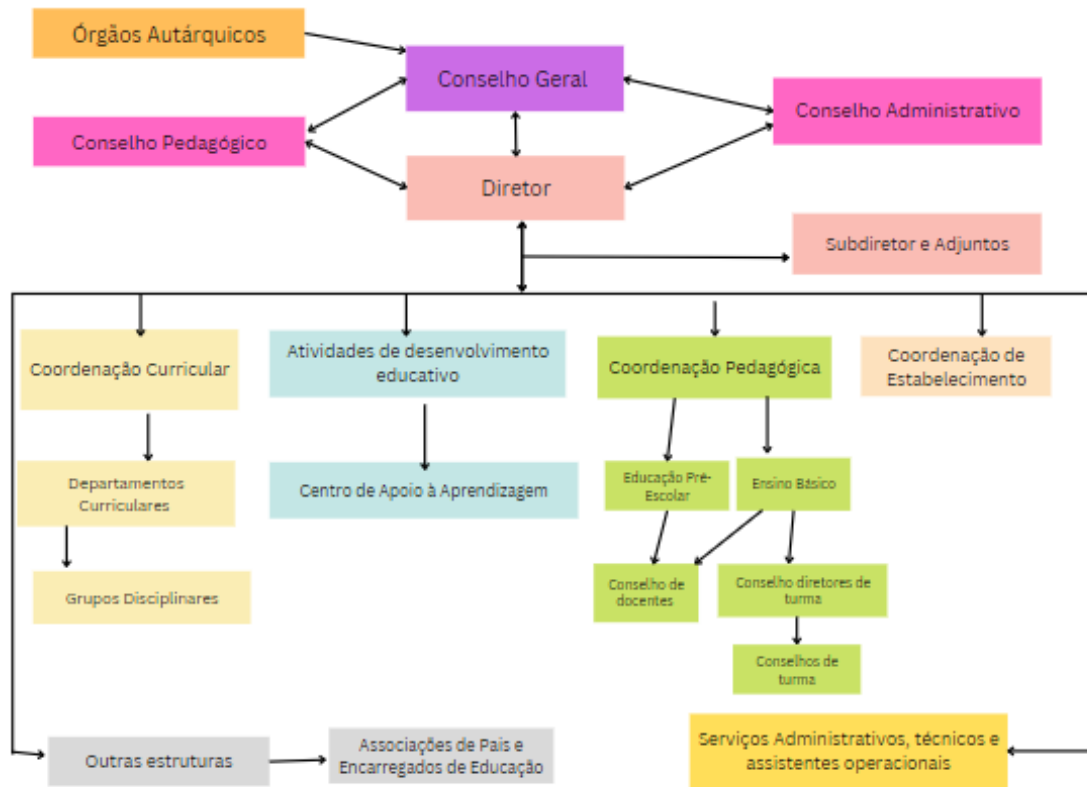 Órgãos Autárquicos
Conselho Geral
Conselho Administrativo
Conselho Pedagógico
Diretor
Subdiretor e Adjuntos
Coordenação Curricular
Atividades de desenvolvimento
educativo
Coordenação Pedagógica
Coordenação de
Estabelecimento
Departamentos
Curriculares
Centro de Apoio à Aprendizagem
Educação Pré-
Escolar
Ensino Básico
Grupos Disciplinares
Conselho de
docentes
Conselho diretores de
turma
Conselhos de
turma
Outras estruturas
Associações de Pais e
Encarregados de Educação
Serviços Administrativos, técnicos e
assistentes operacionais